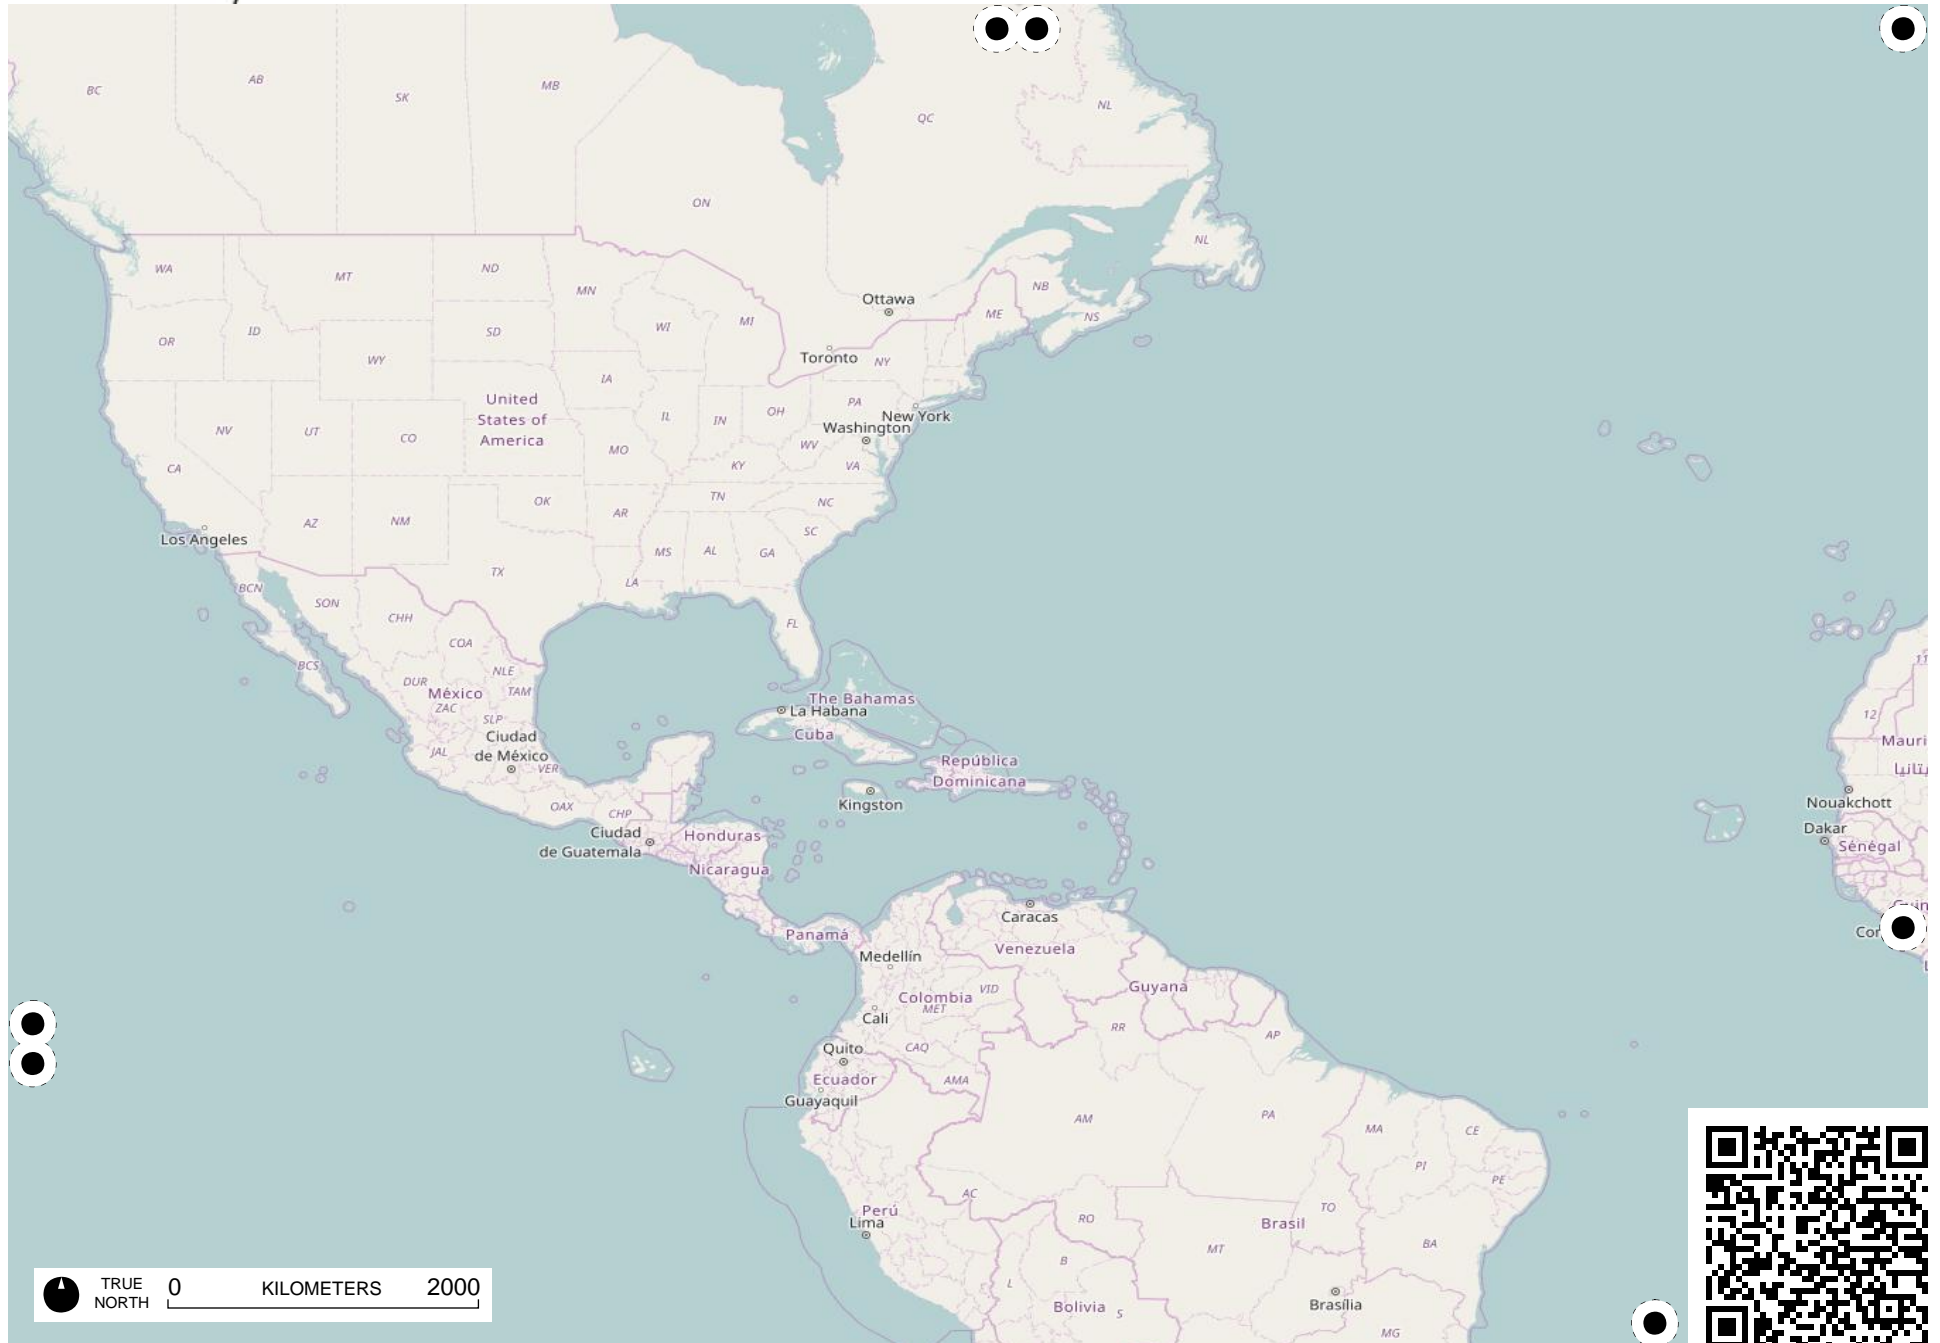 BC
AB
SK
MB
QC
NL
ON
NL
WA
MT
ND
MN
OR
ID
SD
WI
MI
Ottawa
ME
NB
NS
WY
Toronto
NY
IA
United
States of
America
NV
UT
CO
IL
IN
OH
PA
New York
Washington
CA
MO
KY
WV
VA
OK
TN
NC
AZ
NM
AR
SC
Los Angeles
MS
AL
GA
TX
LA
BCN
SON
CHH
FL
COA
BCS
NLE
DUR
México
TAM
ZAC
SLP
The Bahamas
La Habana
Cuba
11
12
Ciudad
de México
JAL
VER
República
Dominicana
Mauri
OAX
CHP
Kingston
Nouakchott
Dakar
Sénégal
Ciudad
de Guatemala
Honduras
Nicaragua
Caracas
Panamá
Venezuela
Medellín
Colombia
VID
MET
Guyana
Cali
RR
AP
Quito
CAQ
Ecuador
AMA
Guayaquil
AM
PA
MA
CE
PI
PE
AC
Perú
Lima
RO
TO
Brasil
MT
BA
B
L
Bolivia
S
Brasília
MG
TRUE
NORTH
0 KILOMETERS 2000